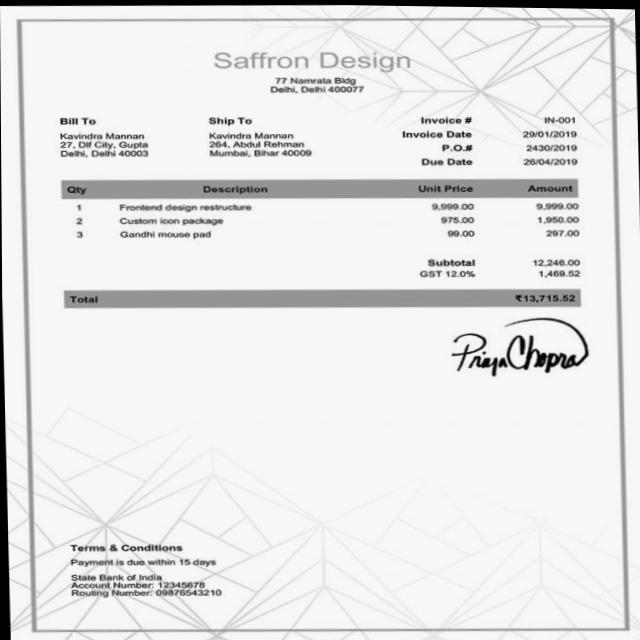 Saffron Design
77 Namrata Bldg
Delhi, Delhi 400077
Bill To
Kavindra Mannan
27, Dlf City, Gupta
Delhi, Delhi 40003
Ship To
Kavindra Mannan
264, Abdul Rehman
Mumbai, Bihar 40009
Invoice # IN-001
Invoice Date 29/01/2019
P.O.# 2430/2019
Due Date 26/04/2019
Qty Description Unit Price Amount
1 Frontend design restructure 9,999.00 9,999.00
2 Custom icon package 975.00 1,950.00
3 Gandhi mouse pad 99.00 297.00
Subtotal 12,246.00
GST 12.0% 1,469.52
Total ₹13,715.52
Priya Chopra
Terms & Conditions
Payment is due within 15 days
State Bank of India
Account Number: 12345678
Routing Number: 09876543210